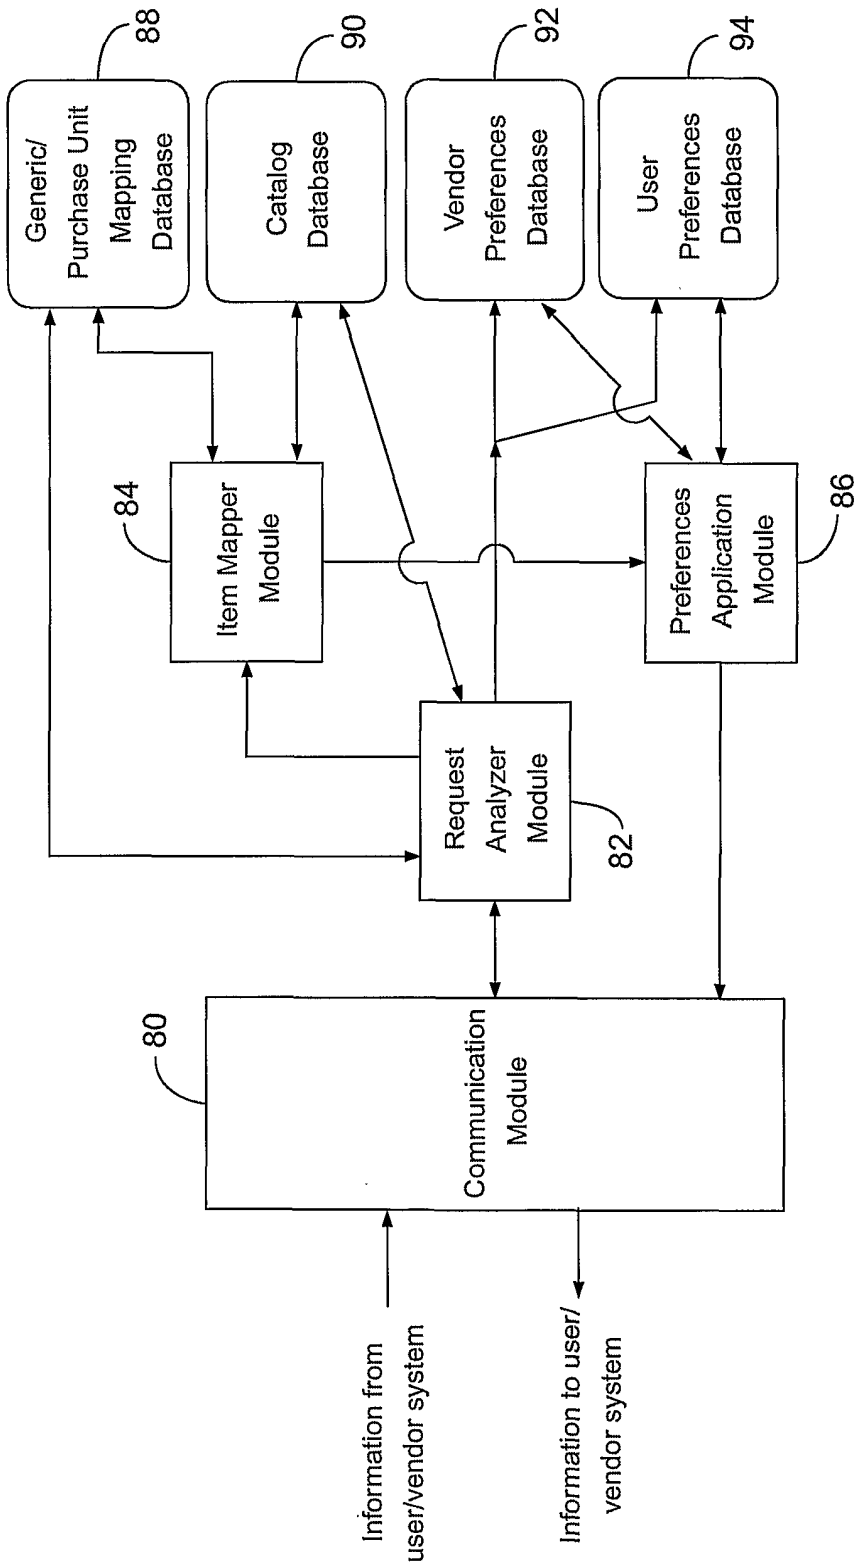 Information from
user/vendor system
Information to user/
vendor system
80
Communication
Module
Request
Analyzer
Module
82
84
Item Mapper
Module
Preferences
Application
Module
86
Generic/
Purchase Unit
Mapping
Database
88
Catalog
Database
90
Vendor
Preferences
Database
92
User
Preferences
Database
94